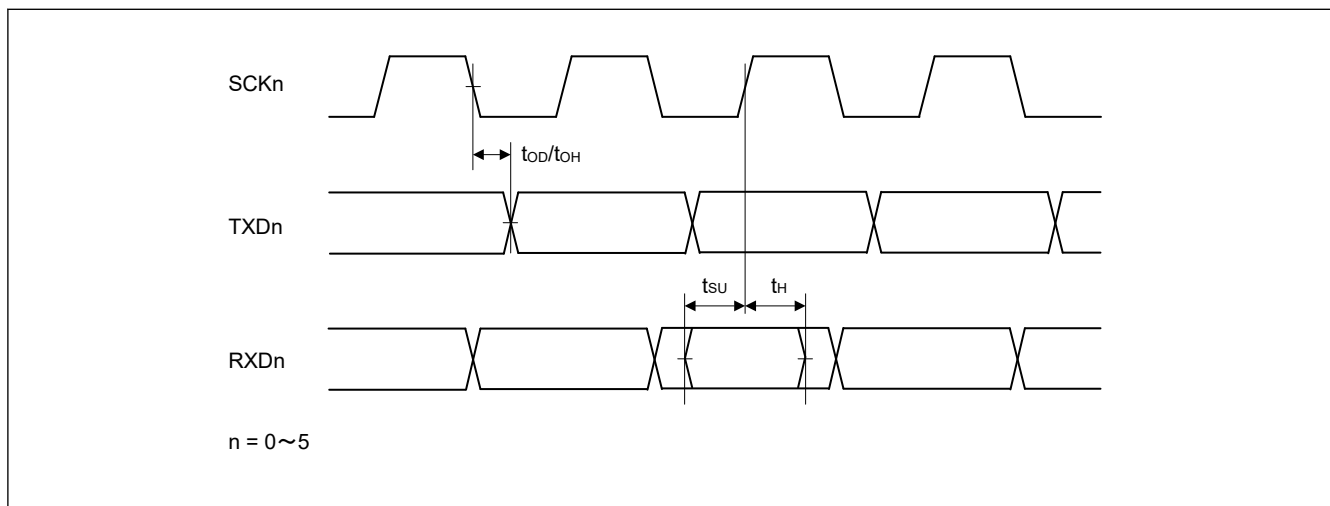 SCKn
tOD/tOH
TXDn
tSU
tH
RXDn
n = 0～5